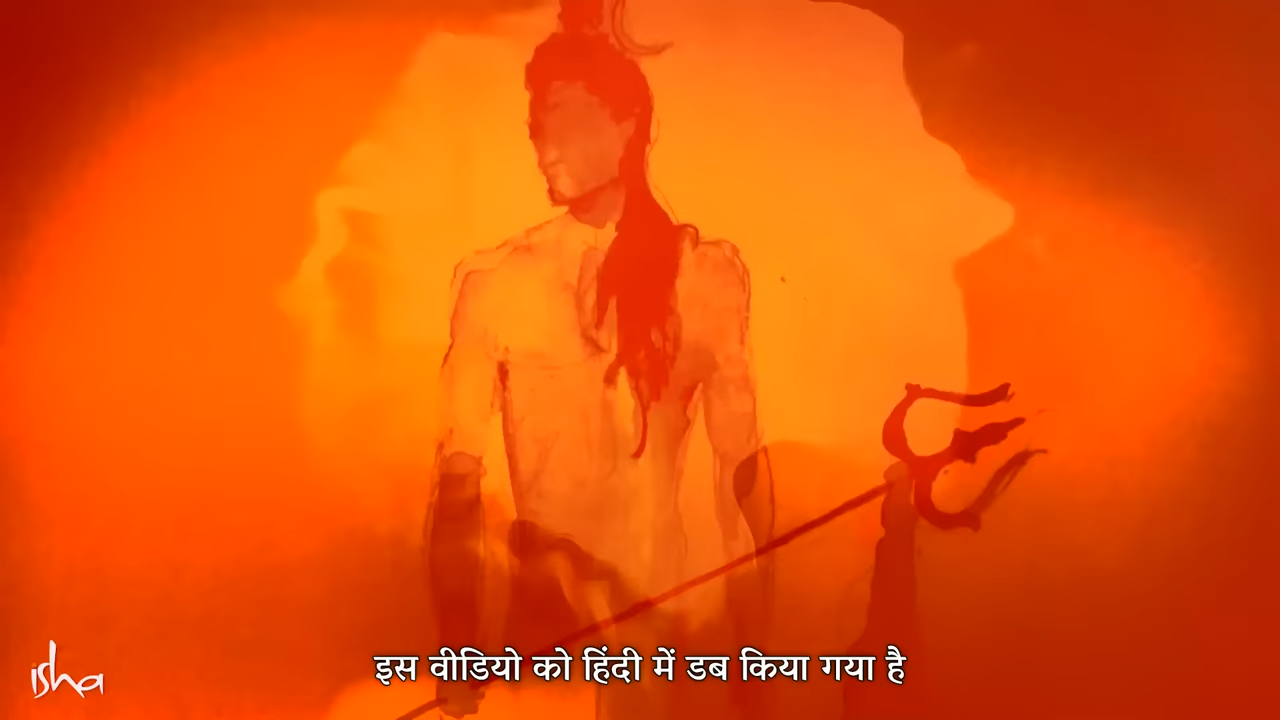 इस वीडियो को हिंदी में डब किया गया है
isha